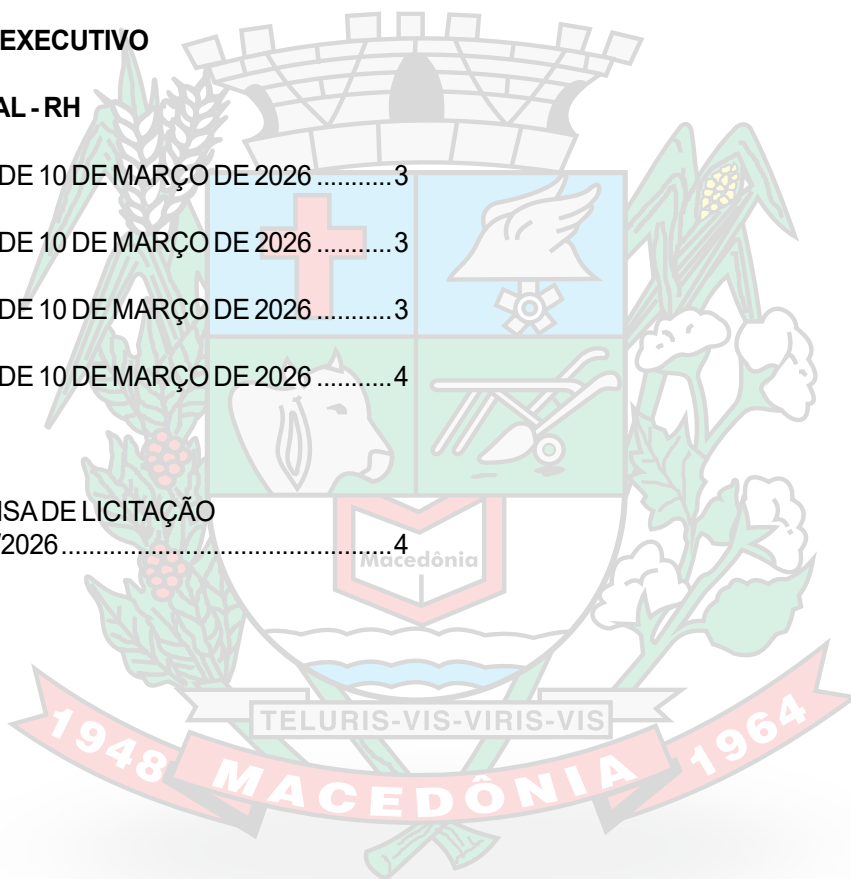 EXECUTIVO
AL - RH
DE 10 DE MARÇO DE 2026 ...........3
DE 10 DE MARÇO DE 2026 ...........3
DE 10 DE MARÇO DE 2026 ...........3
DE 10 DE MARÇO DE 2026 ...........4
ISA DE LICITAÇÃO
/2026................................................4
Macedônia
TELURIS-VIS-VIRIS-VIS
1948 MACEDÔNIA 1964